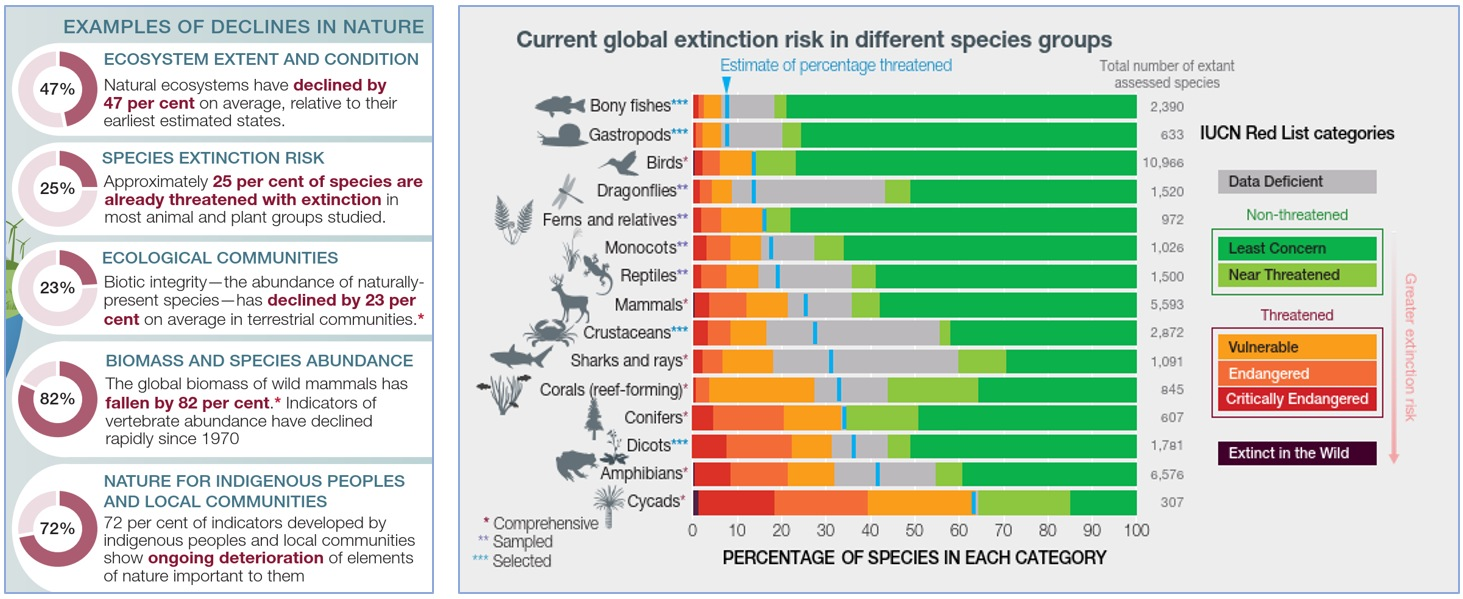 EXAMPLES OF DECLINES IN NATURE
47%
ECOSYSTEM EXTENT AND CONDITION
Natural ecosystems have declined by
47 per cent on average, relative to their
earliest estimated states.
25%
SPECIES EXTINCTION RISK
Approximately 25 per cent of species are
already threatened with extinction in
most animal and plant groups studied.
23%
ECOLOGICAL COMMUNITIES
Biotic integrity—the abundance of naturally-
present species—has declined by 23 per
cent on average in terrestrial communities.*
82%
BIOMASS AND SPECIES ABUNDANCE
The global biomass of wild mammals has
fallen by 82 per cent.* Indicators of
vertebrate abundance have declined
rapidly since 1970
72%
NATURE FOR INDIGENOUS PEOPLES
AND LOCAL COMMUNITIES
72 per cent of indicators developed by
indigenous peoples and local communities
show ongoing deterioration of elements
of nature important to them
Current global extinction risk in different species groups
Estimate of percentage threatened
Total number of extant
assessed species
Bony fishes*** 2,390
Gastropods*** 633
Birds* 10,966
Dragonflies** 1,520
Ferns and relatives** 972
Monocots** 1,026
Reptiles** 1,500
Mammals* 5,593
Crustaceans*** 2,872
Sharks and rays* 1,091
Corals (reef-forming)* 845
Conifers* 607
Dicots*** 1,781
Amphibians* 6,576
Cycads* 307
0 10 20 30 40 50 60 70 80 90 100
PERCENTAGE OF SPECIES IN EACH CATEGORY
* Comprehensive
** Sampled
*** Selected
IUCN Red List categories
Data Deficient
Non-threatened
Least Concern
Near Threatened
Threatened
Vulnerable
Endangered
Critically Endangered
Extinct in the Wild
Greater extinction risk